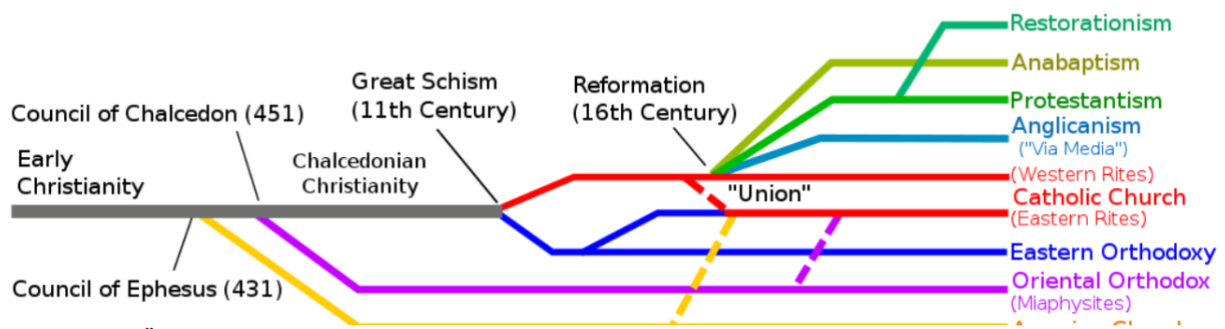 Restorationism
Great Schism
(11th Century)
Reformation
(16th Century)
Anabaptism
Protestantism
Council of Chalcedon (451)
Anglicanism
("Via Media")
Early
Christianity
Chalcedonian
Christianity
(Western Rites)
"Union"
Catholic Church
(Eastern Rites)
Eastern Orthodoxy
Council of Ephesus (431)
Oriental Orthodox
(Miaphysites)